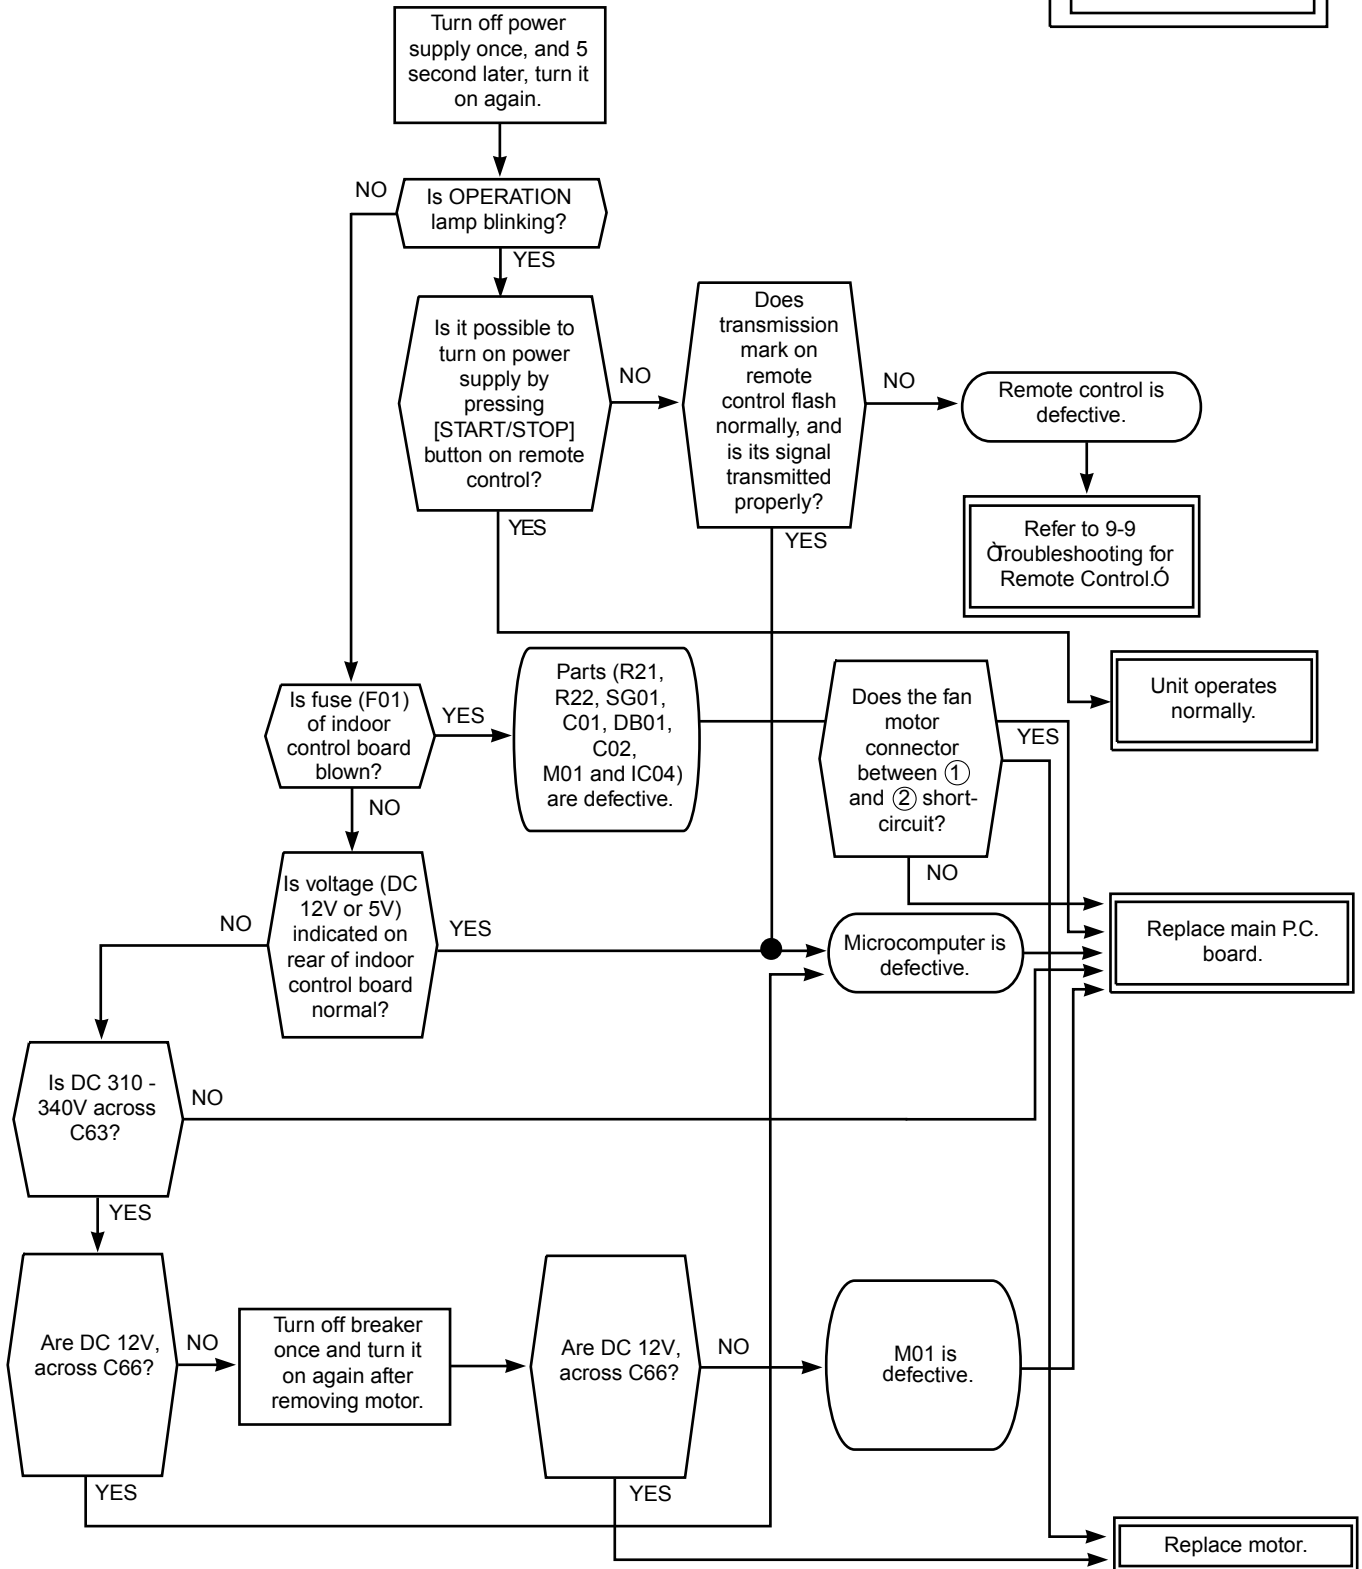 Turn off power
supply once, and 5
second later, turn it
on again.
NO
Is OPERATION
lamp blinking?
YES
Is it possible to
turn on power
supply by
pressing
[START/STOP]
button on remote
control?
NO
YES
Does
transmission
mark on
remote
control flash
normally, and
is its signal
transmitted
properly?
NO
YES
Remote control is
defective.
Refer to 9-9
ÒTroubleshooting for
Remote Control.Ó
Unit operates
normally.
Is fuse (F01)
of indoor
control board
blown?
YES
NO
Parts (R21,
R22, SG01,
C01, DB01,
C02,
M01 and IC04)
are defective.
Does the fan
motor
connector
between ①
and ② short-
circuit?
YES
NO
Is voltage (DC
12V or 5V)
indicated on
rear of indoor
control board
normal?
NO
YES
Microcomputer is
defective.
Replace main P.C.
board.
Is DC 310 -
340V across
C63?
NO
YES
Are DC 12V,
across C66?
NO
YES
Turn off breaker
once and turn it
on again after
removing motor.
Are DC 12V,
across C66?
NO
YES
M01 is
defective.
Replace motor.